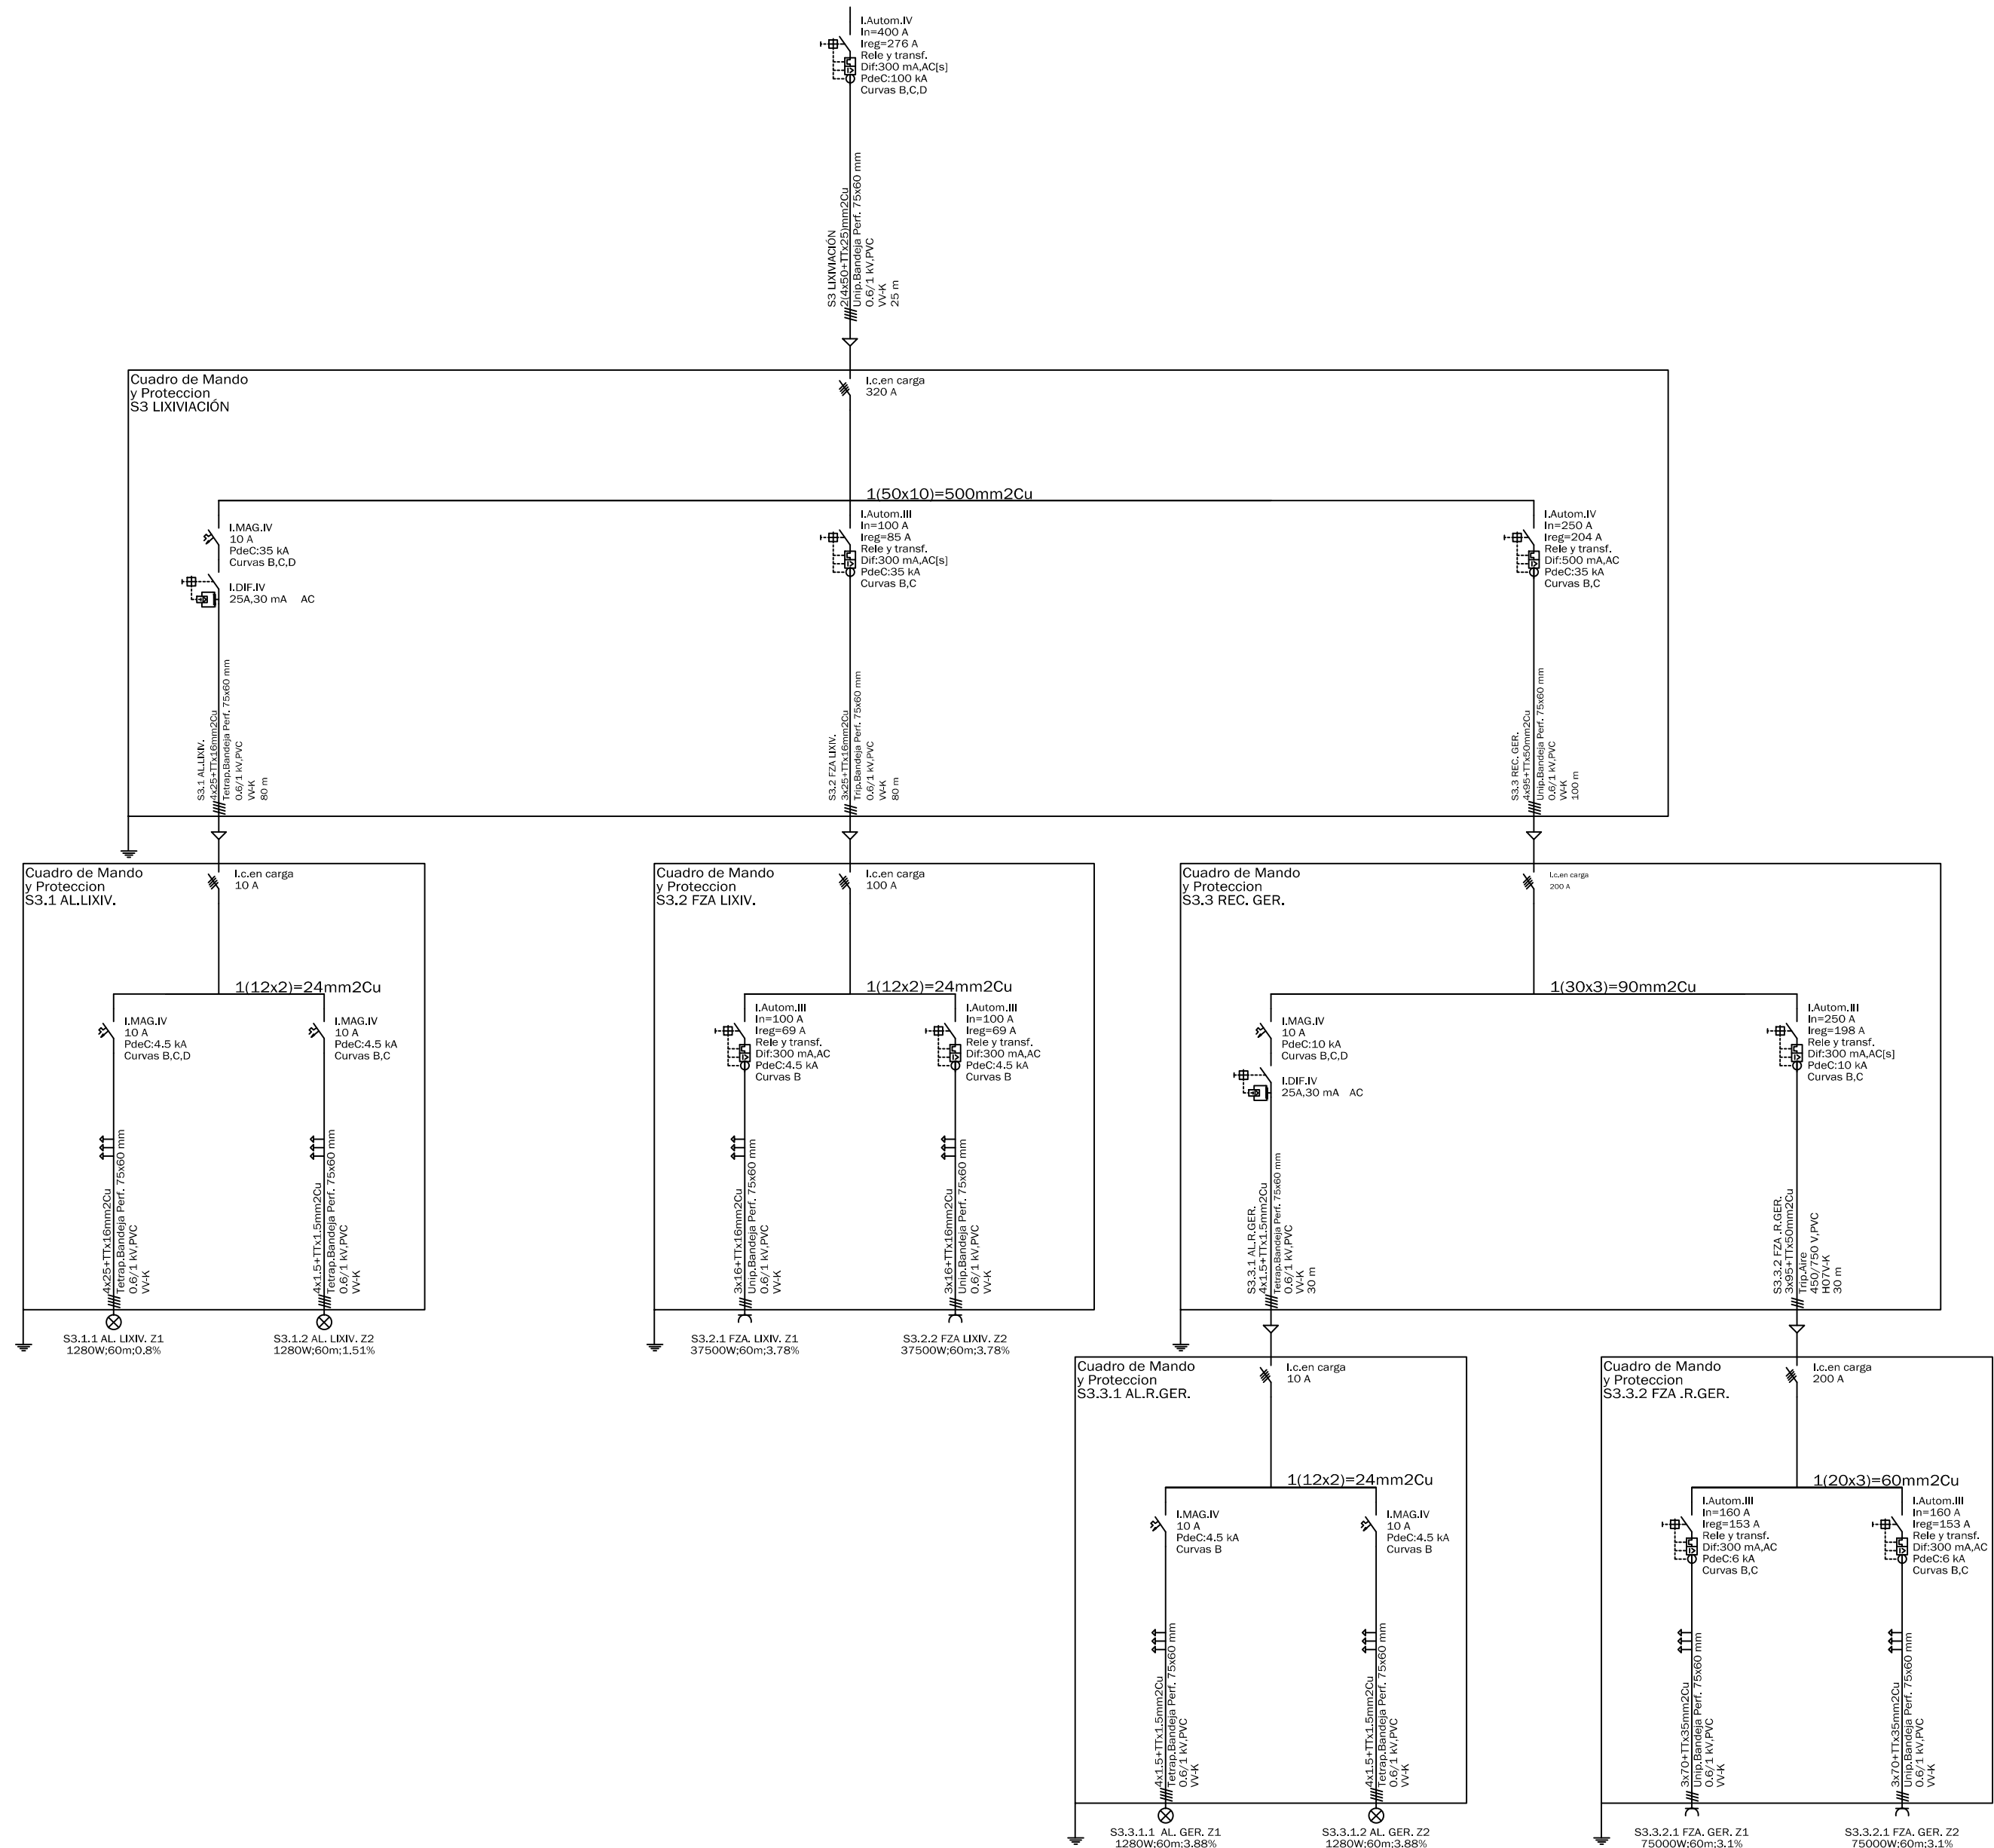 I.Autom.IV
In=400 A
Ireg=276 A
Rele y transf.
Dif:300 mA,AC[s]
PdeC:100 kA
Curvas B,C,D
S3 LIXIVIACIÓN
2(4x50+TTx25)mm2Cu
Unip.Bandeja Perf. 75x60 mm
0.6/1 kV,PVC
VV-K
25 m
Cuadro de Mando
y Proteccion
S3 LIXIVIACIÓN
I.c.en carga
320 A
1(50x10)=500mm2Cu
I.MAG.IV
10 A
PdeC:35 kA
Curvas B,C,D
I.DIF.IV
25A,30 mA AC
S3.1 AL.LIXIV.
4x25+TTx16mm2Cu
Tetrap.Bandeja Perf. 75x60 mm
0.6/1 kV,PVC
VV-K
80 m
I.Autom.III
In=100 A
Ireg=85 A
Rele y transf.
Dif:300 mA,AC[s]
PdeC:35 kA
Curvas B,C
S3.2 FZA LIXIV.
3x25+TTx16mm2Cu
Trip.Bandeja Perf. 75x60 mm
0.6/1 kV,PVC
VV-K
80 m
I.Autom.IV
In=250 A
Ireg=204 A
Rele y transf.
Dif:500 mA,AC
PdeC:35 kA
Curvas B,C
S3.3 REC. GER.
4x95+TTx50mm2Cu
Unip.Bandeja Perf. 75x60 mm
0.6/1 kV,PVC
VV-K
100 m
Cuadro de Mando
y Proteccion
S3.1 AL.LIXIV.
I.c.en carga
10 A
1(12x2)=24mm2Cu
I.MAG.IV
10 A
PdeC:4.5 kA
Curvas B,C,D
4x25+TTx16mm2Cu
Tetrap.Bandeja Perf. 75x60 mm
0.6/1 kV,PVC
VV-K
S3.1.1 AL. LIXIV. Z1
1280W;60m;0.8%
I.MAG.IV
10 A
PdeC:4.5 kA
Curvas B,C
4x1.5+TTx1.5mm2Cu
Tetrap.Bandeja Perf. 75x60 mm
0.6/1 kV,PVC
VV-K
S3.1.2 AL. LIXIV. Z2
1280W;60m;1.51%
Cuadro de Mando
y Proteccion
S3.2 FZA LIXIV.
I.c.en carga
100 A
1(12x2)=24mm2Cu
I.Autom.III
In=100 A
Ireg=69 A
Rele y transf.
Dif:300 mA,AC
PdeC:4.5 kA
Curvas B
3x16+TTx16mm2Cu
Unip.Bandeja Perf. 75x60 mm
0.6/1 kV,PVC
VV-K
S3.2.1 FZA. LIXIV. Z1
37500W;60m;3.78%
I.Autom.III
In=100 A
Ireg=69 A
Rele y transf.
Dif:300 mA,AC
PdeC:4.5 kA
Curvas B
3x16+TTx16mm2Cu
Unip.Bandeja Perf. 75x60 mm
0.6/1 kV,PVC
VV-K
S3.2.2 FZA LIXIV. Z2
37500W;60m;3.78%
Cuadro de Mando
y Proteccion
S3.3 REC. GER.
I.c.en carga
200 A
1(30x3)=90mm2Cu
I.MAG.IV
10 A
PdeC:10 kA
Curvas B,C,D
I.DIF.IV
25A,30 mA AC
S3.3.1 AL.R.GER.
4x1.5+TTx1.5mm2Cu
Tetrap.Bandeja Perf. 75x60 mm
0.6/1 kV,PVC
VV-K
30 m
I.Autom.III
In=250 A
Ireg=198 A
Rele y transf.
Dif:300 mA,AC[s]
PdeC:10 kA
Curvas B,C
S3.3.2 FZA .R.GER.
3x95+TTx50mm2Cu
Trip.Aire
450/750 V,PVC
H07V-K
30 m
Cuadro de Mando
y Proteccion
S3.3.1 AL.R.GER.
I.c.en carga
10 A
1(12x2)=24mm2Cu
I.MAG.IV
10 A
PdeC:4.5 kA
Curvas B
4x1.5+TTx1.5mm2Cu
Tetrap.Bandeja Perf. 75x60 mm
0.6/1 kV,PVC
VV-K
S3.3.1.1 AL. GER. Z1
1280W;60m;3.88%
I.MAG.IV
10 A
PdeC:4.5 kA
Curvas B
4x1.5+TTx1.5mm2Cu
Tetrap.Bandeja Perf. 75x60 mm
0.6/1 kV,PVC
VV-K
S3.3.1.2 AL. GER. Z2
1280W;60m;3.88%
Cuadro de Mando
y Proteccion
S3.3.2 FZA .R.GER.
I.c.en carga
200 A
1(20x3)=60mm2Cu
I.Autom.III
In=160 A
Ireg=153 A
Rele y transf.
Dif:300 mA,AC
PdeC:6 kA
Curvas B,C
3x70+TTx35mm2Cu
Unip.Bandeja Perf. 75x60 mm
0.6/1 kV,PVC
VV-K
S3.3.2.1 FZA. GER. Z1
75000W;60m;3.1%
I.Autom.III
In=160 A
Ireg=153 A
Rele y transf.
Dif:300 mA,AC
PdeC:6 kA
Curvas B,C
3x70+TTx35mm2Cu
Unip.Bandeja Perf. 75x60 mm
0.6/1 kV,PVC
VV-K
S3.3.2.1 FZA. GER. Z2
75000W;60m;3.1%